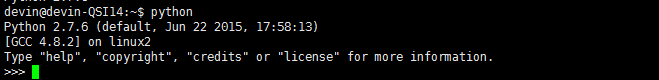 devin@devin-QSI14:~$ python
Python 2.7.6 (default, Jun 22 2015, 17:58:13)
[GCC 4.8.2] on linux2
Type "help", "copyright", "credits" or "license" for more information.
>>>